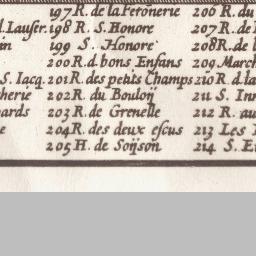 197 R. de la Feronerie 206 R. du
d. Lauser. 198 R. S. Honore 207 R. de
in 199 S. Honore 208 R. de l
200 R. d. bons Enfans 209 March
S. Iacq. 201 R. des petits Champs 210 R. d. la
cherie 202 R. du Bouloy 211 S. Inn
ards 203 R. de Grenelle 212 R. au
e 204 R. des deux escus 213 Les
205 H. de Soisson 214 S. E